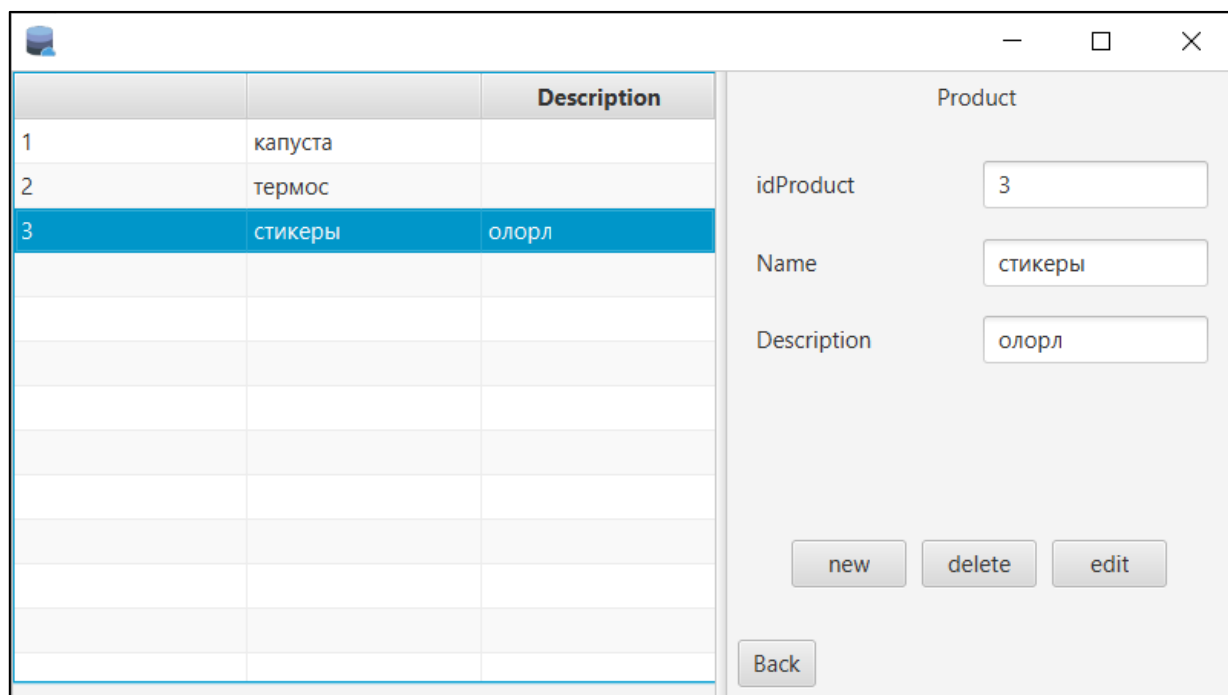 Description
1 капуста
2 термос
3 стикеры олорл
Product
idProduct 3
Name стикеры
Description олорл
new delete edit
Back